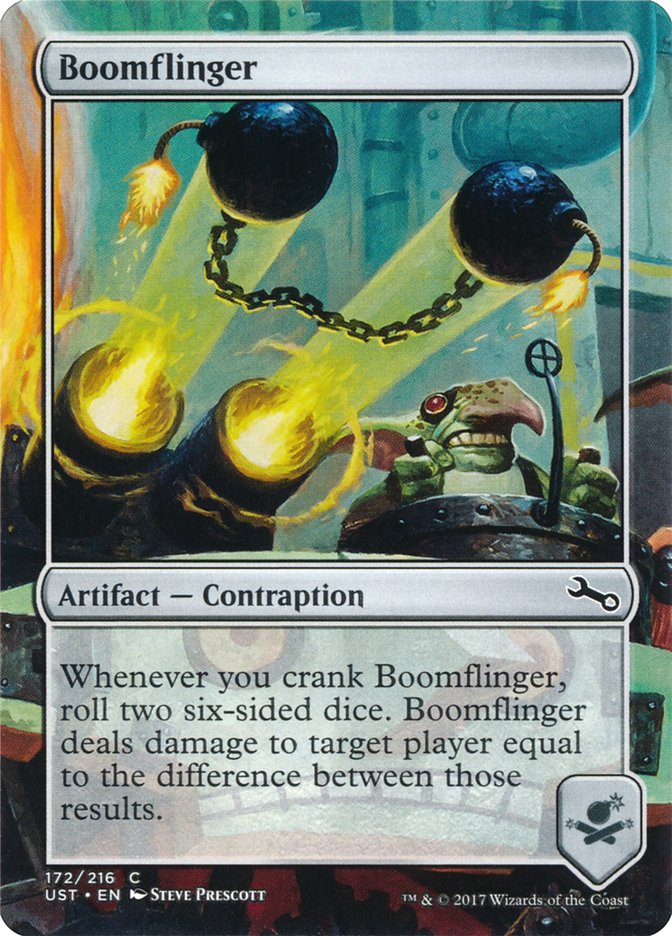 Boomflinger
Artifact — Contraption
Whenever you crank Boomflinger,
roll two six-sided dice. Boomflinger
deals damage to target player equal
to the difference between those
results.
172/216 C
UST • EN Steve Prescott
™ & © 2017 Wizards of the Coast